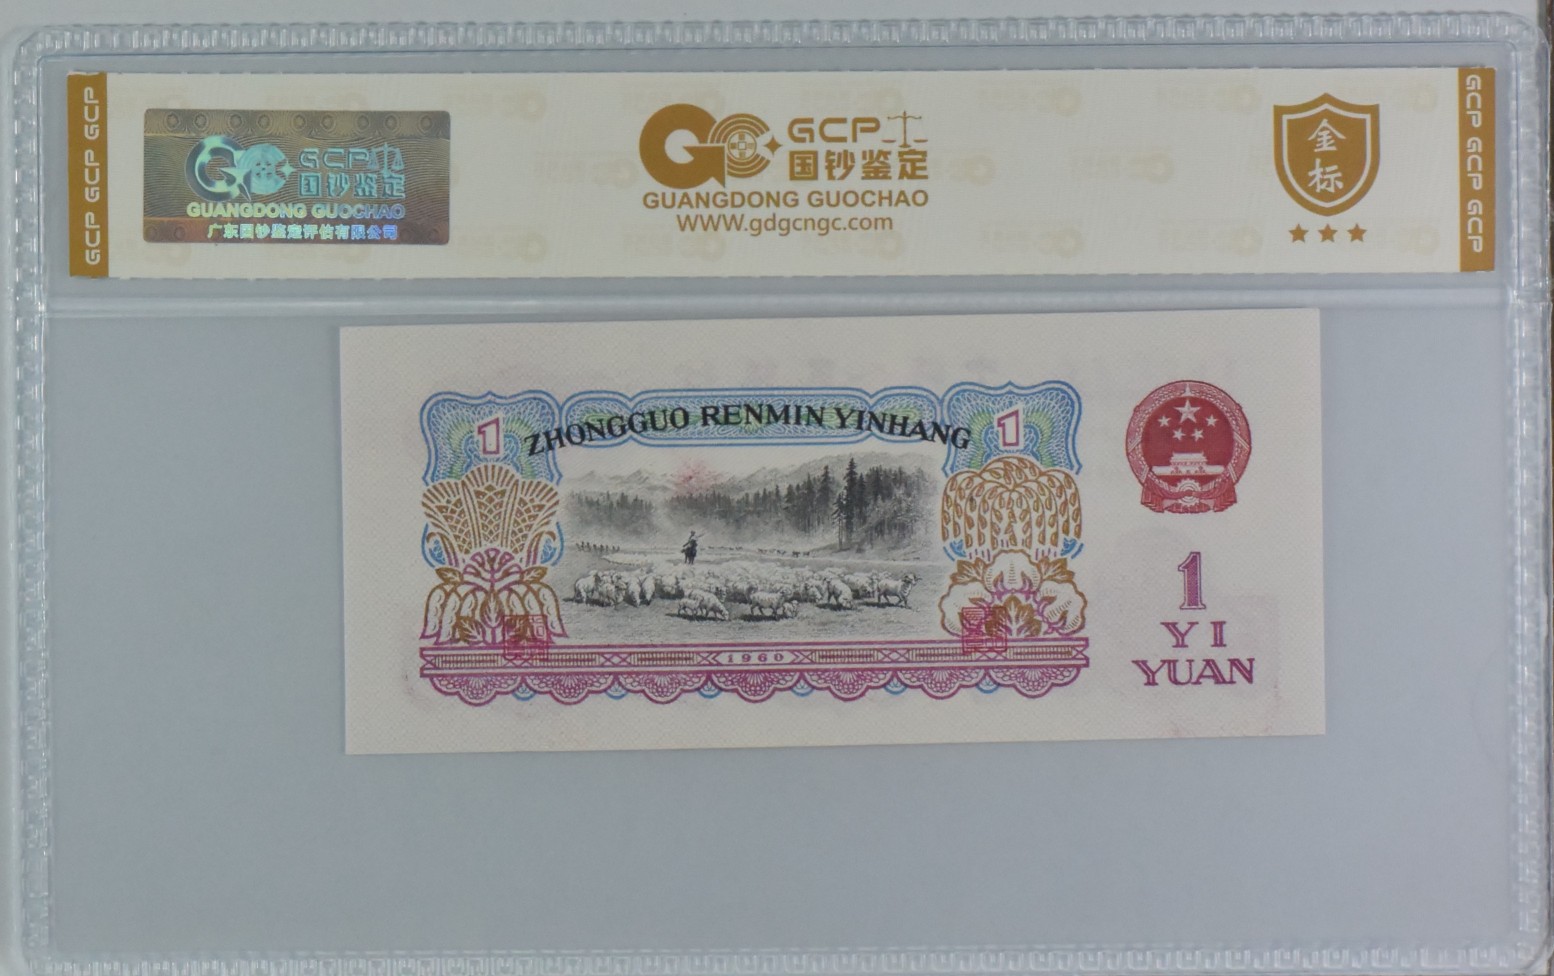 GCP GCP GCP
GCP
国钞鉴定
GUANGDONG GUOCHAO
广东国钞鉴定评估有限公司
GCP
国钞鉴定
GUANGDONG GUOCHAO
WWW.gdgcngc.com
金标
GCP GCP GCP
1
ZHONGGUO RENMIN YINHANG
1
1960
1
YI
YUAN